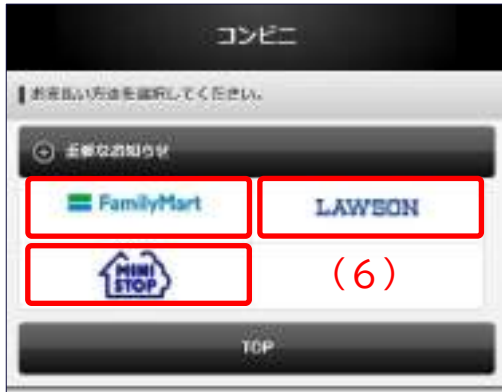 コンビニ
お支払い方法を選択してください。
重要なお知らせ
FamilyMart
LAWSON
MINI
STOP
(6)
TOP